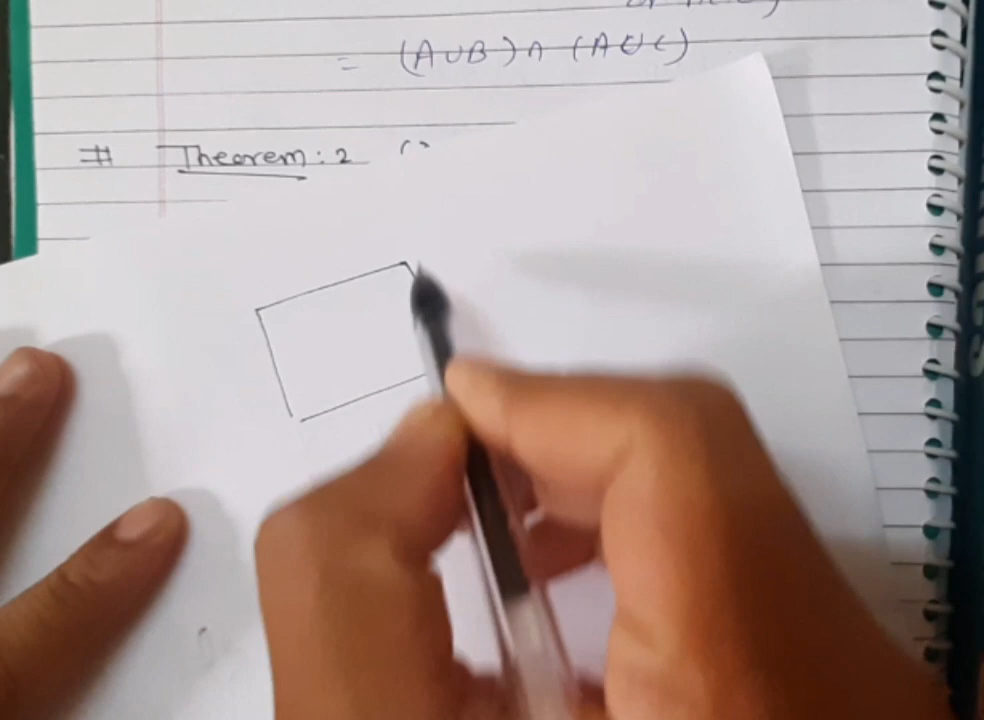 = (A∪B)∩(A∪C)
# Theorem: 2